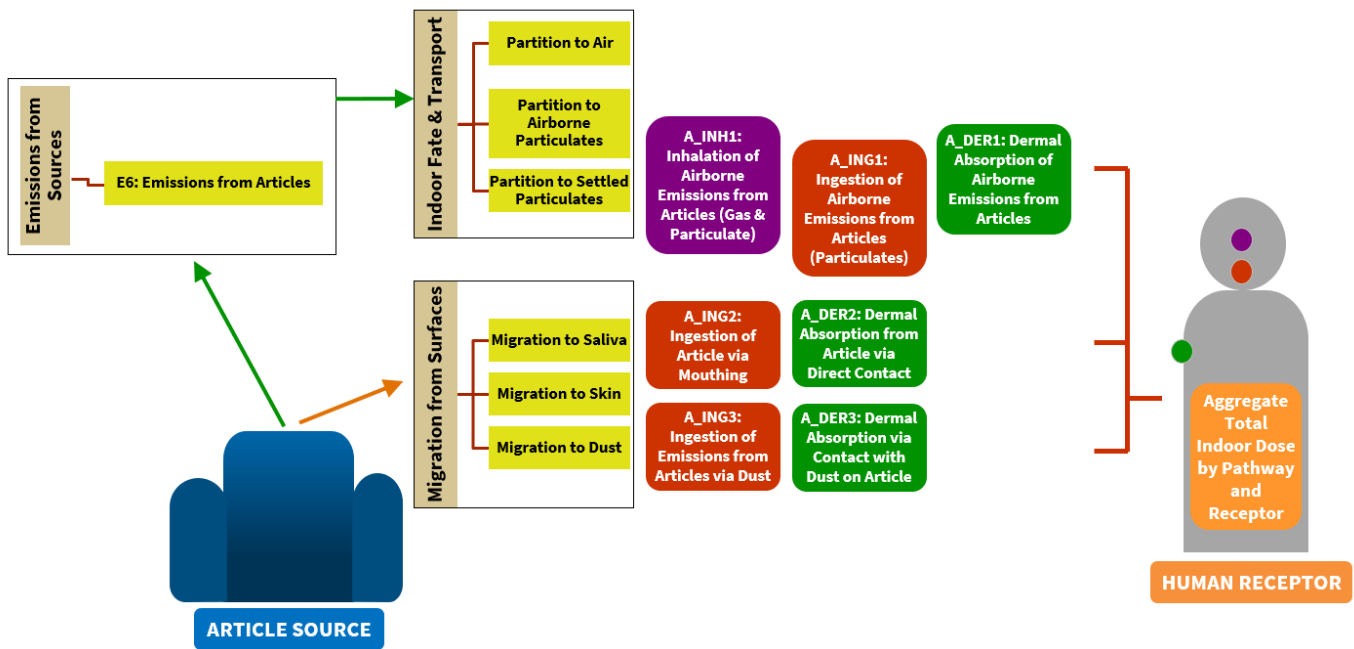 Emissions from
Sources
E6: Emissions from Articles
Indoor Fate & Transport
Partition to Air
Partition to
Airborne
Particulates
Partition to Settled
Particulates
A_INH1:
Inhalation of
Airborne
Emissions from
Articles (Gas &
Particulate)
A_ING1:
Ingestion of
Airborne
Emissions from
Articles
(Particulates)
A_DER1: Dermal
Absorption of
Airborne
Emissions from
Articles
Migration from Surfaces
Migration to Saliva
Migration to Skin
Migration to Dust
A_ING2:
Ingestion of
Article via
Mouthing
A_DER2: Dermal
Absorption from
Article via
Direct Contact
A_ING3:
Ingestion of
Emissions from
Articles via Dust
A_DER3: Dermal
Absorption via
Contact with
Dust on Article
Aggregate
Total
Indoor Dose
by Pathway
and
Receptor
ARTICLE SOURCE
HUMAN RECEPTOR